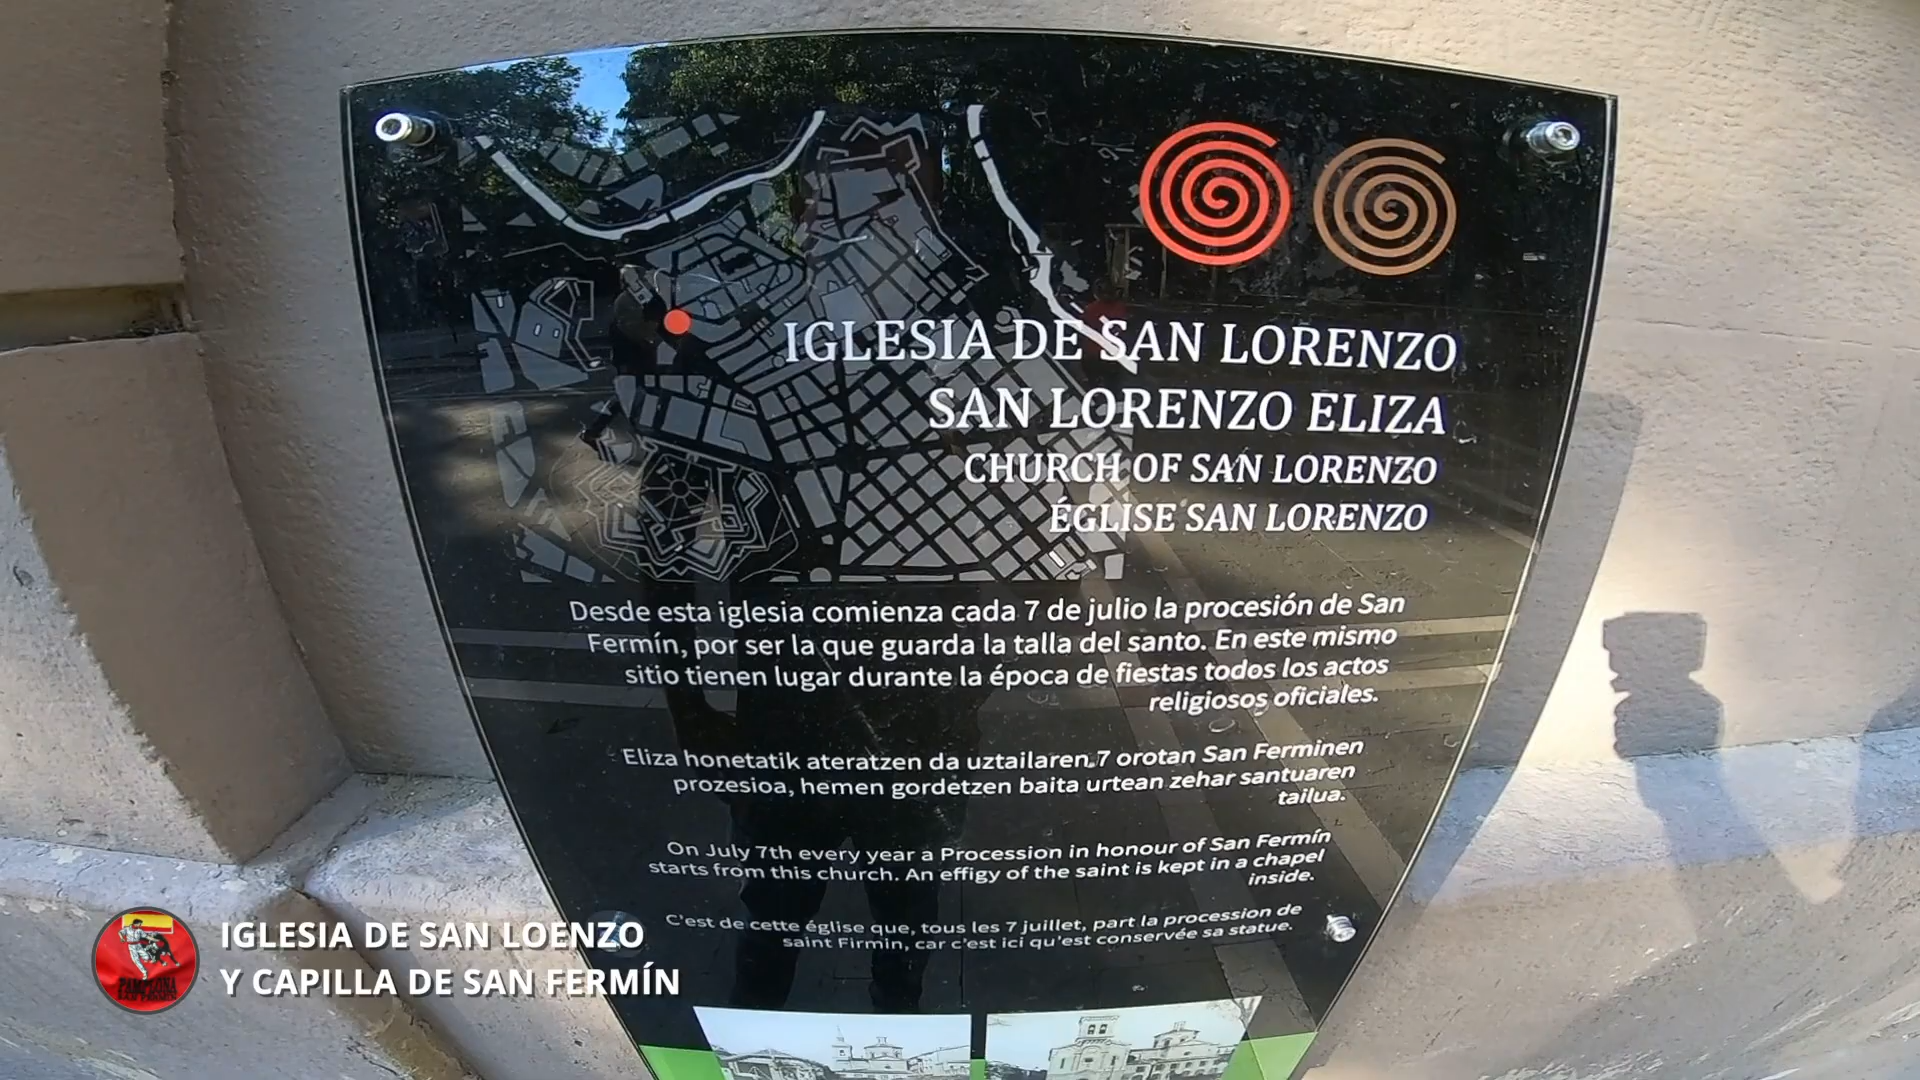 IGLESIA DE SAN LORENZO
SAN LORENZO ELIZA
CHURCH OF SAN LORENZO
ÉGLISE SAN LORENZO
Desde esta iglesia comienza cada 7 de julio la procesión de San
Fermín, por ser la que guarda la talla del santo. En este mismo
sitio tienen lugar durante la época de fiestas todos los actos
religiosos oficiales.
Eliza honetatik ateratzen da uztailaren 7 orotan San Ferminen
prozesioa, hemen gordetzen baita urtean zehar santuaren
tailua.
On July 7th every year a Procession in honour of San Fermín
starts from this church. An effigy of the saint is kept in a chapel
inside.
C'est de cette église que, tous les 7 juillet, part la procession de
saint Firmin, car c'est ici qu'est conservée sa statue.
IGLESIA DE SAN LOENZO
Y CAPILLA DE SAN FERMÍN
PAMPLONA
SAN FERMIN